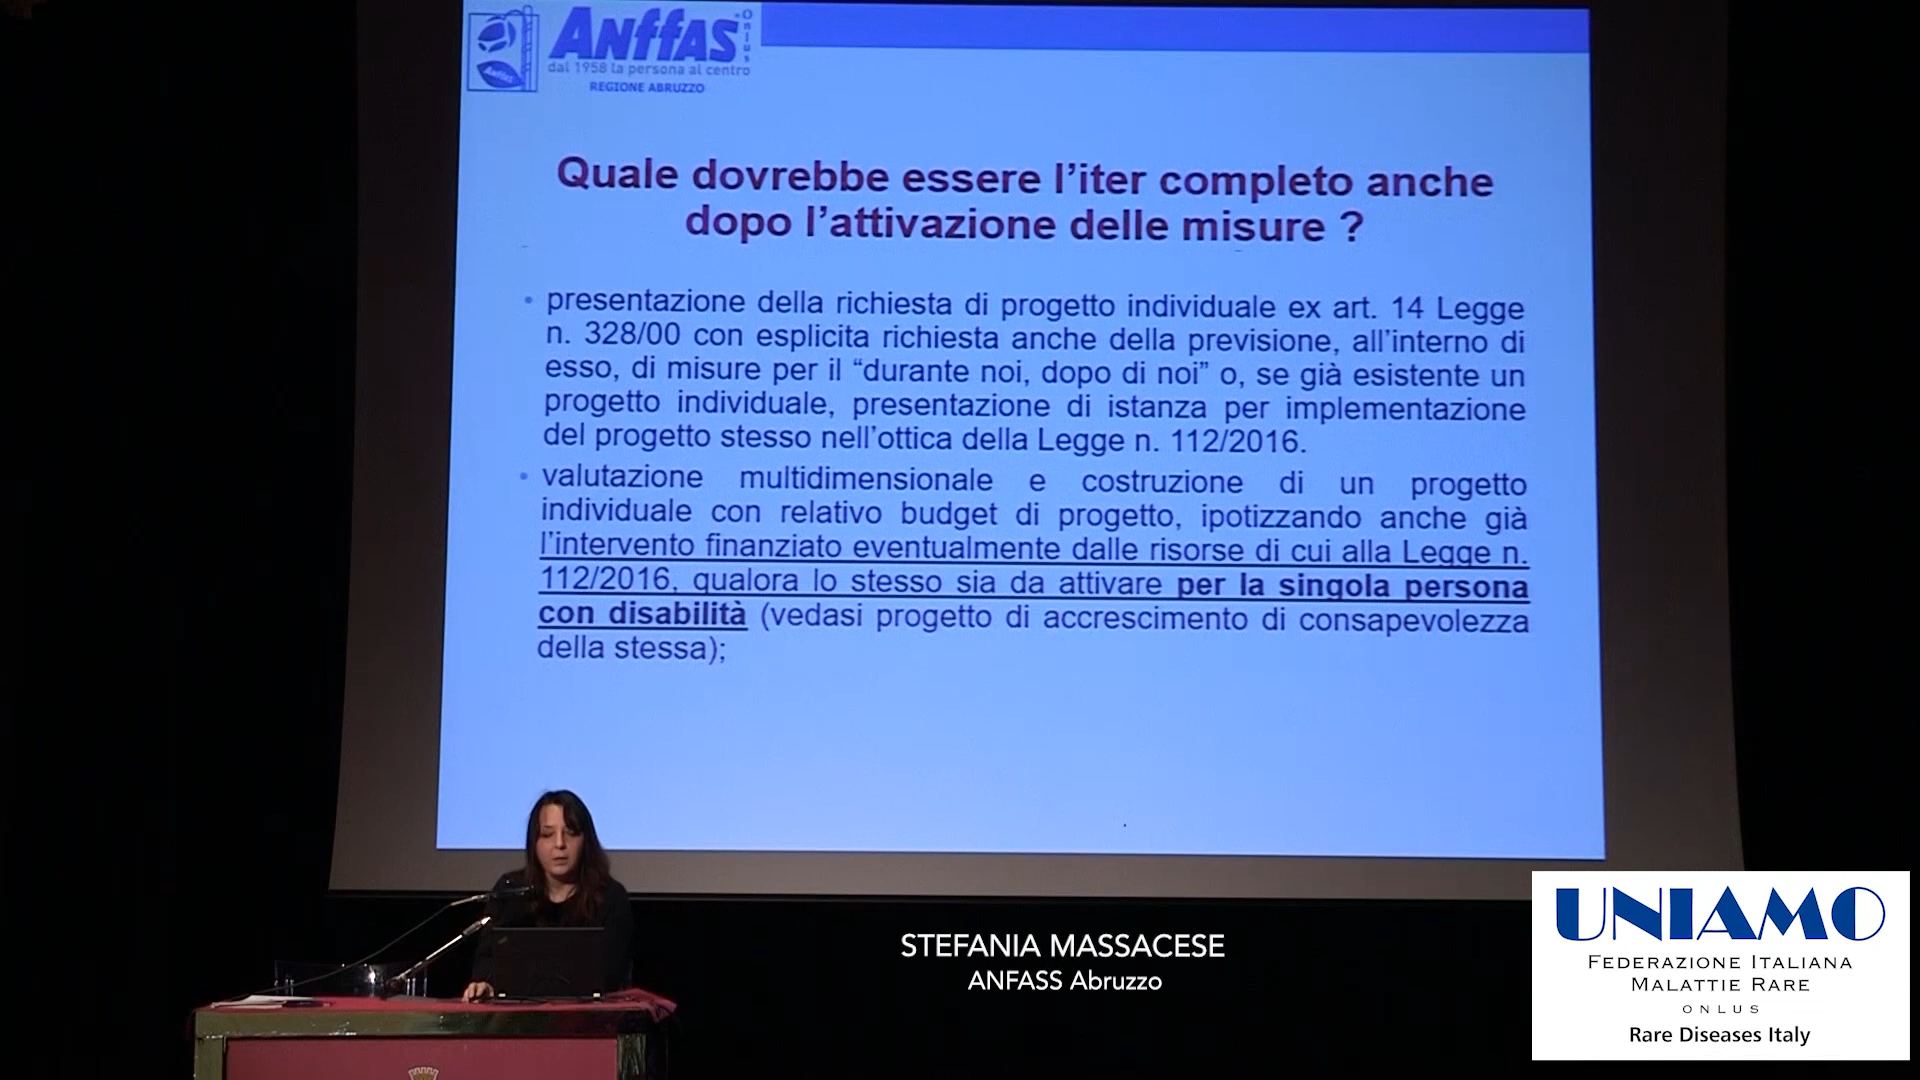 ANffAS
Onlus
dal 1958 la persona al centro
REGIONE ABRUZZO
Anffas
Quale dovrebbe essere l'iter completo anche
dopo l'attivazione delle misure ?
• presentazione della richiesta di progetto individuale ex art. 14 Legge
n. 328/00 con esplicita richiesta anche della previsione, all'interno di
esso, di misure per il “durante noi, dopo di noi” o, se già esistente un
progetto individuale, presentazione di istanza per implementazione
del progetto stesso nell'ottica della Legge n. 112/2016.
• valutazione multidimensionale e costruzione di un progetto
individuale con relativo budget di progetto, ipotizzando anche già
l'intervento finanziato eventualmente dalle risorse di cui alla Legge n.
112/2016, qualora lo stesso sia da attivare per la singola persona
con disabilità (vedasi progetto di accrescimento di consapevolezza
della stessa);
STEFANIA MASSACESE
ANFASS Abruzzo
UNIAMO
FEDERAZIONE ITALIANA
MALATTIE RARE
ONLUS
Rare Diseases Italy